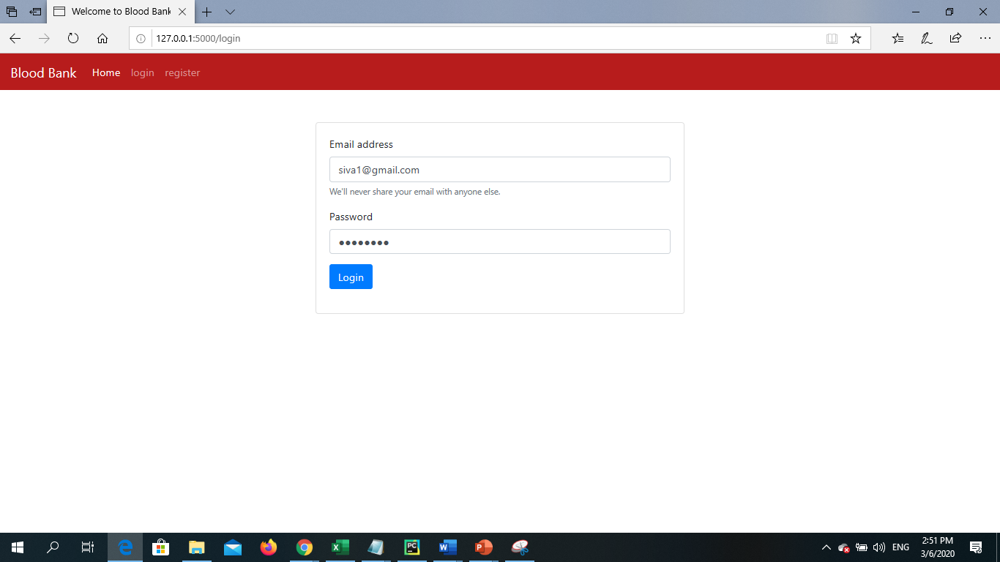 Welcome to Blood Bank
127.0.0.1:5000/login
Blood Bank Home login register
Email address
siva1@gmail.com
We'll never share your email with anyone else.
Password
••••••••
Login
ENG
2:51 PM
3/6/2020